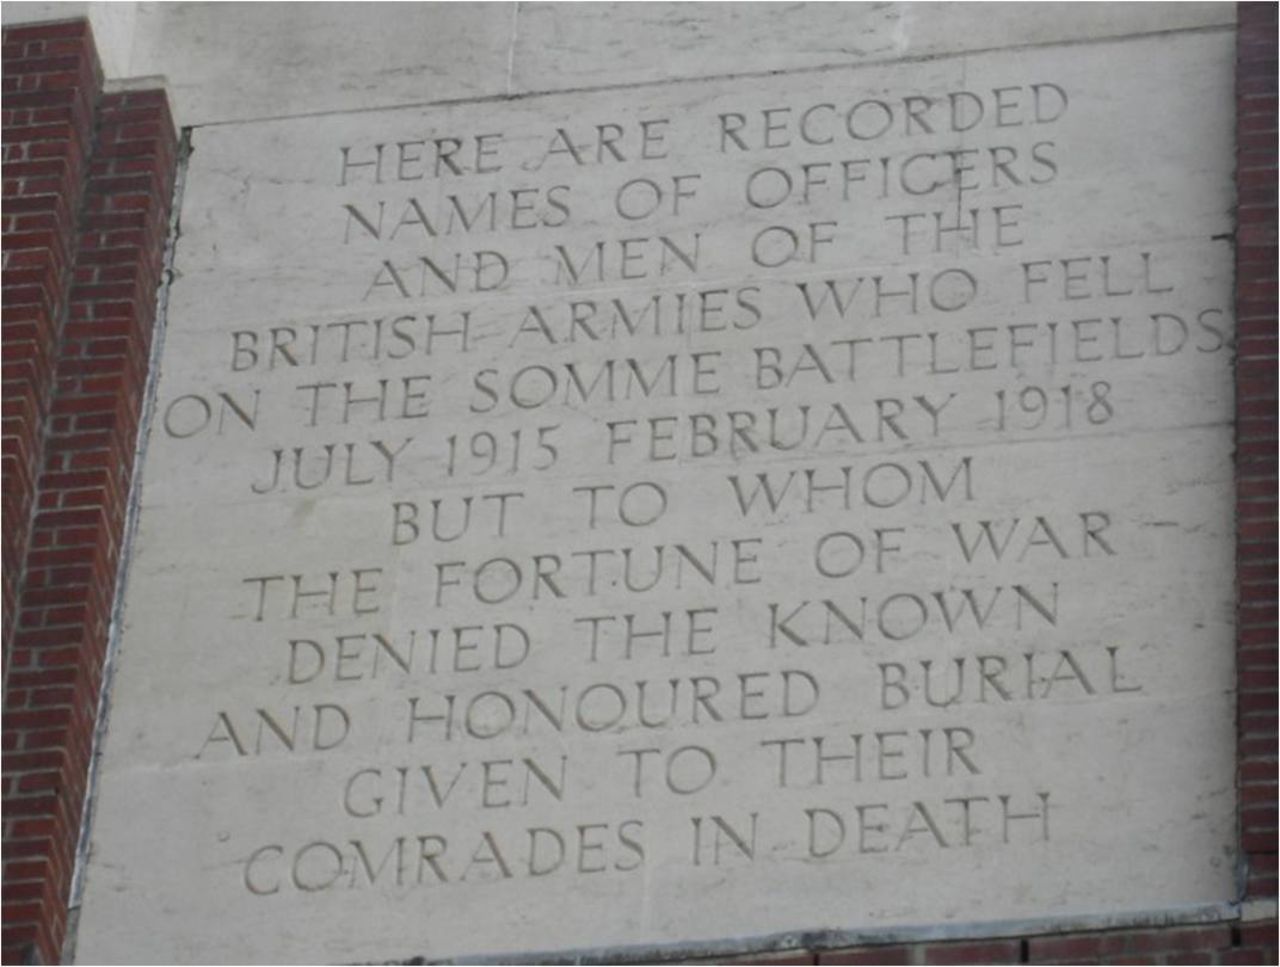 HERE ARE RECORDED
NAMES OF OFFICERS
AND MEN OF THE
BRITISH ARMIES WHO FELL
ON THE SOMME BATTLEFIELDS
JULY 1915 FEBRUARY 1918
BUT TO WHOM
THE FORTUNE OF WAR
DENIED THE KNOWN
AND HONOURED BURIAL
GIVEN TO THEIR
COMRADES IN DEATH